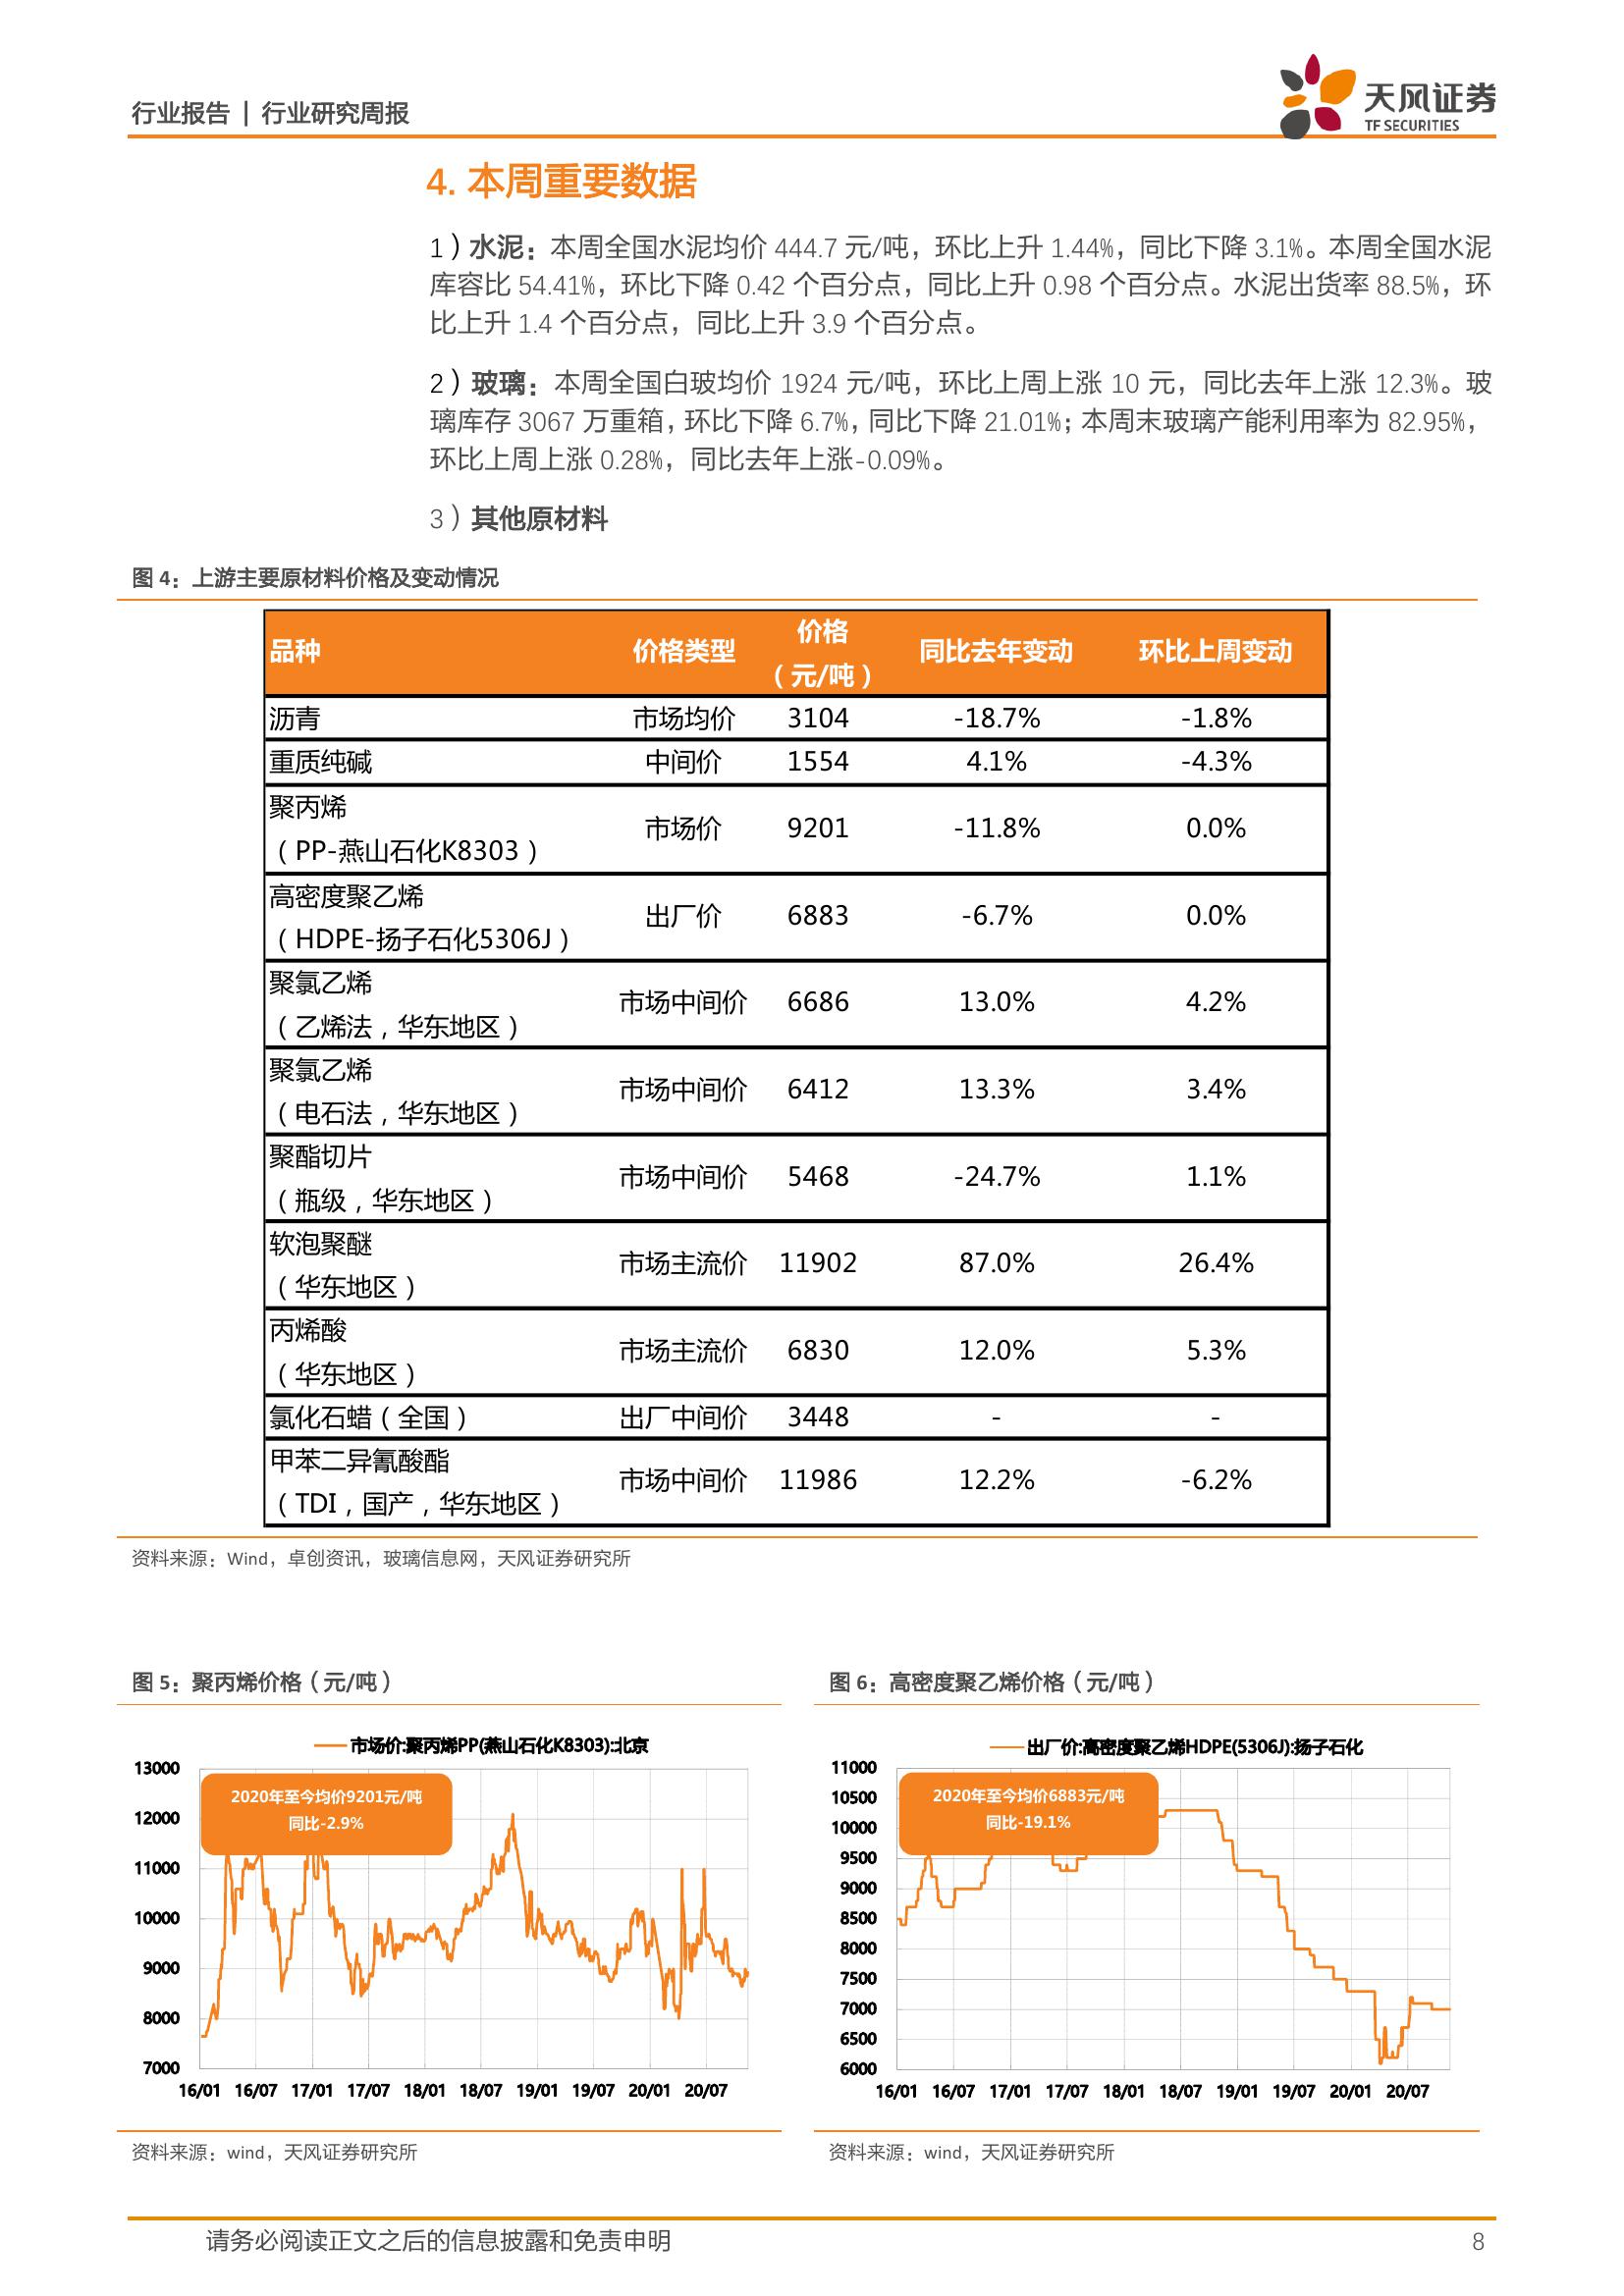 行业报告 | 行业研究周报
天风证券
TF SECURITIES
4. 本周重要数据
1）水泥：本周全国水泥均价 444.7 元/吨，环比上升 1.44%，同比下降 3.1%。本周全国水泥
库容比 54.41%，环比下降 0.42 个百分点，同比上升 0.98 个百分点。水泥出货率 88.5%，环
比上升 1.4 个百分点，同比上升 3.9 个百分点。
2）玻璃：本周全国白玻均价 1924 元/吨，环比上周上涨 10 元，同比去年上涨 12.3%。玻
璃库存 3067 万重箱，环比下降 6.7%，同比下降 21.01%；本周末玻璃产能利用率为 82.95%，
环比上周上涨 0.28%，同比去年上涨-0.09%。
3）其他原材料
图 4：上游主要原材料价格及变动情况
品种 价格类型 价格 同比去年变动 环比上周变动
（元/吨）
沥青 市场均价 3104 -18.7% -1.8%
重质纯碱 中间价 1554 4.1% -4.3%
聚丙烯
（PP-燕山石化K8303） 市场价 9201 -11.8% 0.0%
高密度聚乙烯
（HDPE-扬子石化5306J） 出厂价 6883 -6.7% 0.0%
聚氯乙烯
（乙烯法，华东地区） 市场中间价 6686 13.0% 4.2%
聚氯乙烯
（电石法，华东地区） 市场中间价 6412 13.3% 3.4%
聚酯切片
（瓶级，华东地区） 市场中间价 5468 -24.7% 1.1%
软泡聚醚
（华东地区） 市场主流价 11902 87.0% 26.4%
丙烯酸
（华东地区） 市场主流价 6830 12.0% 5.3%
氯化石蜡（全国） 出厂中间价 3448 - -
甲苯二异氰酸酯
（TDI，国产，华东地区） 市场中间价 11986 12.2% -6.2%
资料来源：Wind，卓创资讯，玻璃信息网，天风证券研究所
图 5：聚丙烯价格（元/吨）
市场价:聚丙烯PP(燕山石化K8303):北京
2020年至今均价9201元/吨
同比-2.9%
13000
12000
11000
10000
9000
8000
7000
16/01 16/07 17/01 17/07 18/01 18/07 19/01 19/07 20/01 20/07
资料来源：wind，天风证券研究所
图 6：高密度聚乙烯价格（元/吨）
出厂价:高密度聚乙烯HDPE(5306J):扬子石化
2020年至今均价6883元/吨
同比-19.1%
11000
10500
10000
9500
9000
8500
8000
7500
7000
6500
6000
16/01 16/07 17/01 17/07 18/01 18/07 19/01 19/07 20/01 20/07
资料来源：wind，天风证券研究所
请务必阅读正文之后的信息披露和免责申明 8